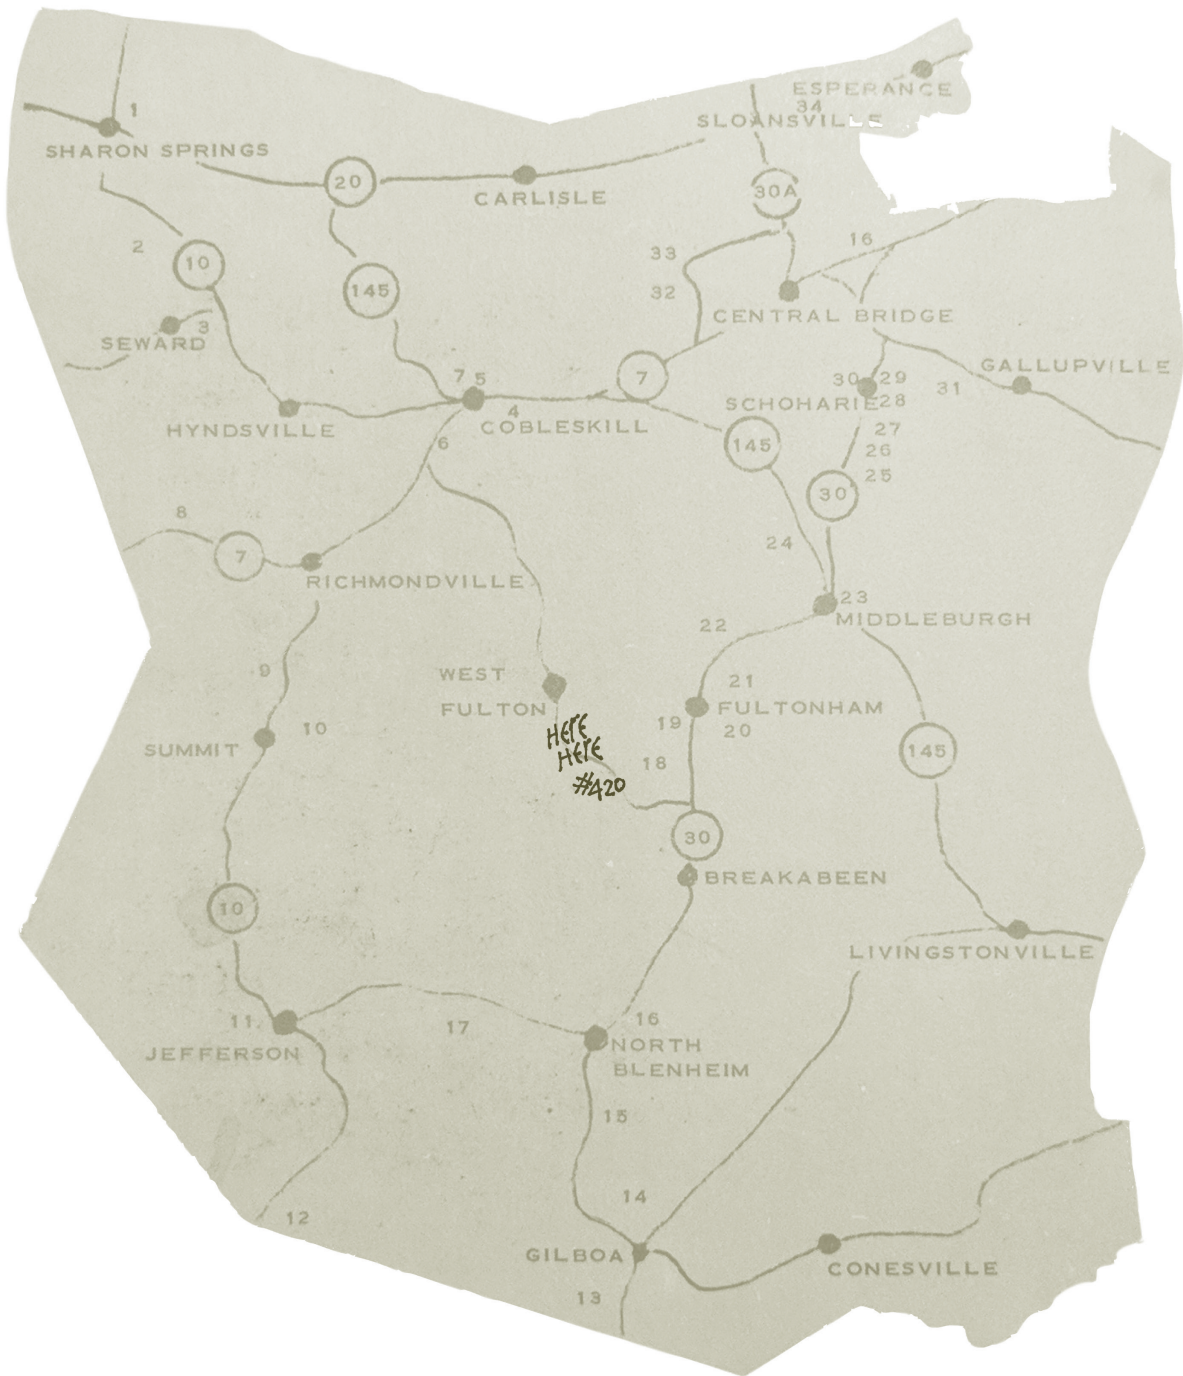 ESPERANCE
34
SLOANSVILLE
1
SHARON SPRINGS
20
CARLISLE
30A
2
10
145
33
16
32
CENTRAL BRIDGE
3
SEWARD
7
GALLUPVILLE
7 5
30 29
31
4
SCHOHARIE 28
HYNDSVILLE
COBLESKILL
27
6
145
26
25
30
8
24
7
RICHMONDVILLE
23
MIDDLEBURGH
22
9
WEST
FULTON
21
FULTONHAM
19
20
10
SUMMIT
HERE
HERE
#420
18
145
30
BREAKABEEN
10
LIVINGSTONVILLE
11
17
16
JEFFERSON
NORTH
BLENHEIM
15
14
12
GILBOA
CONESVILLE
13